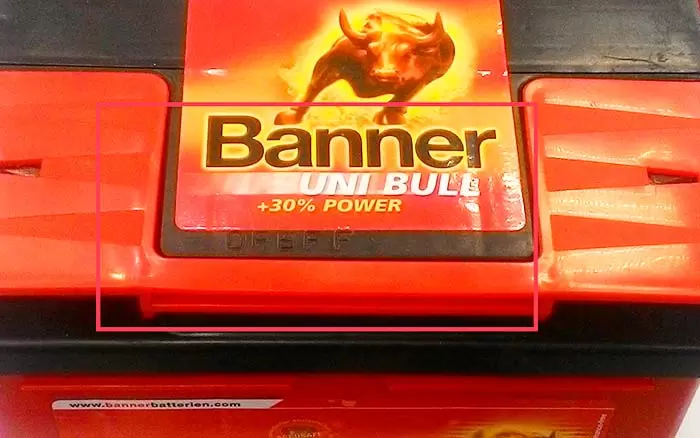 Banner
UNI BULL
+30% POWER
www.bannerbatterien.com